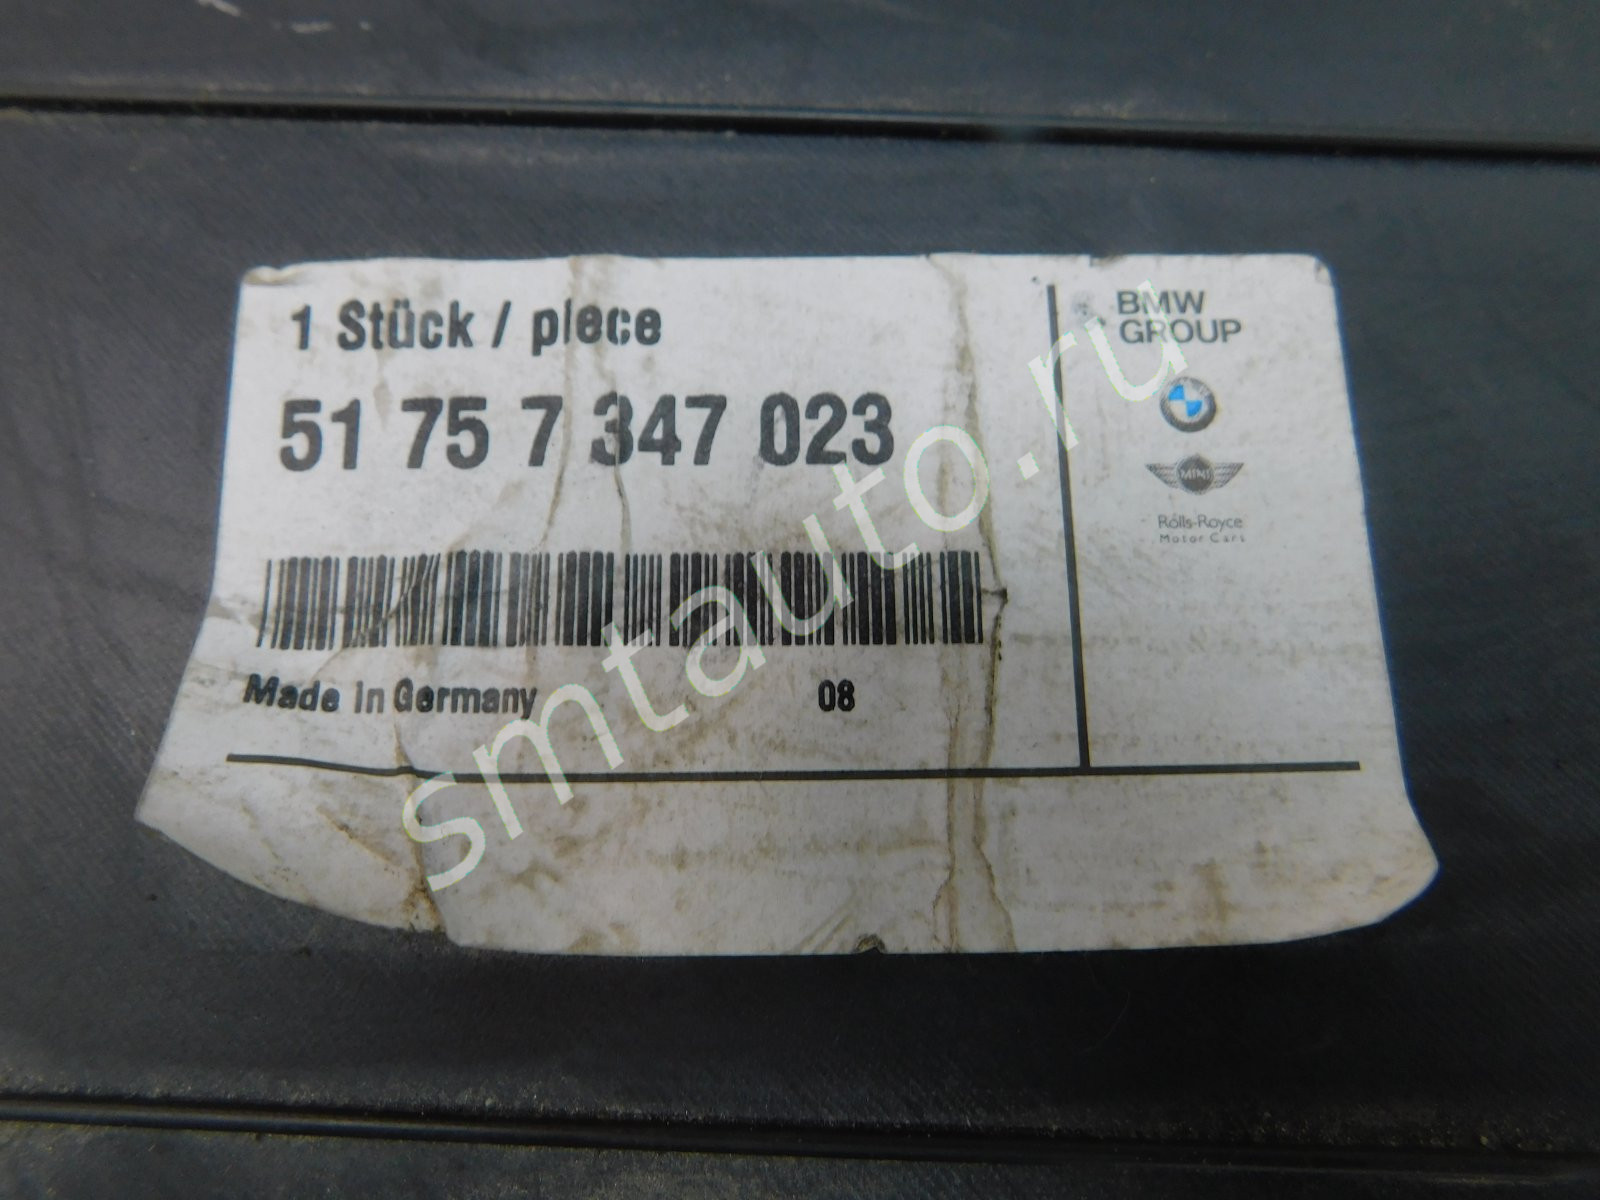 1 Stück / piece
51 75 7 347 023
Made in Germany
08
BMW
GROUP
MINI
Rolls-Royce
Motor Cars
smtauto.ru